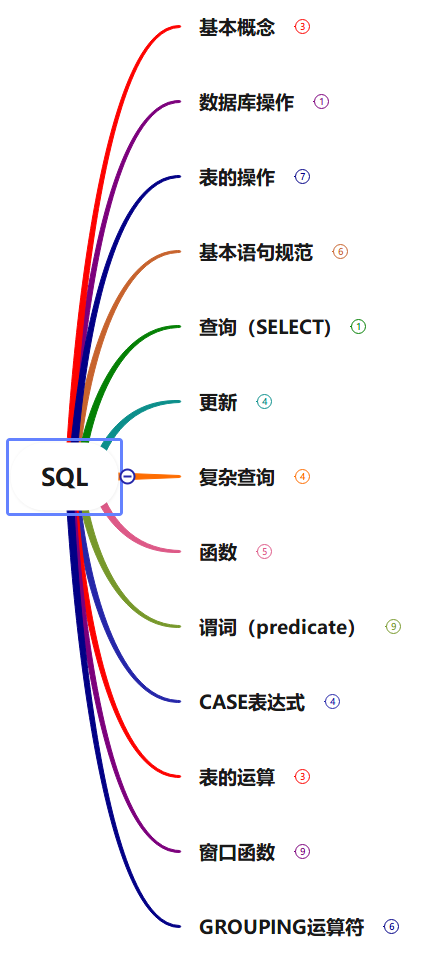 基本概念 3
数据库操作 1
表的操作 7
基本语句规范 6
查询（SELECT） 1
更新 4
SQL
复杂查询 4
函数 5
谓词（predicate） 9
CASE表达式 4
表的运算 3
窗口函数 9
GROUPING运算符 6